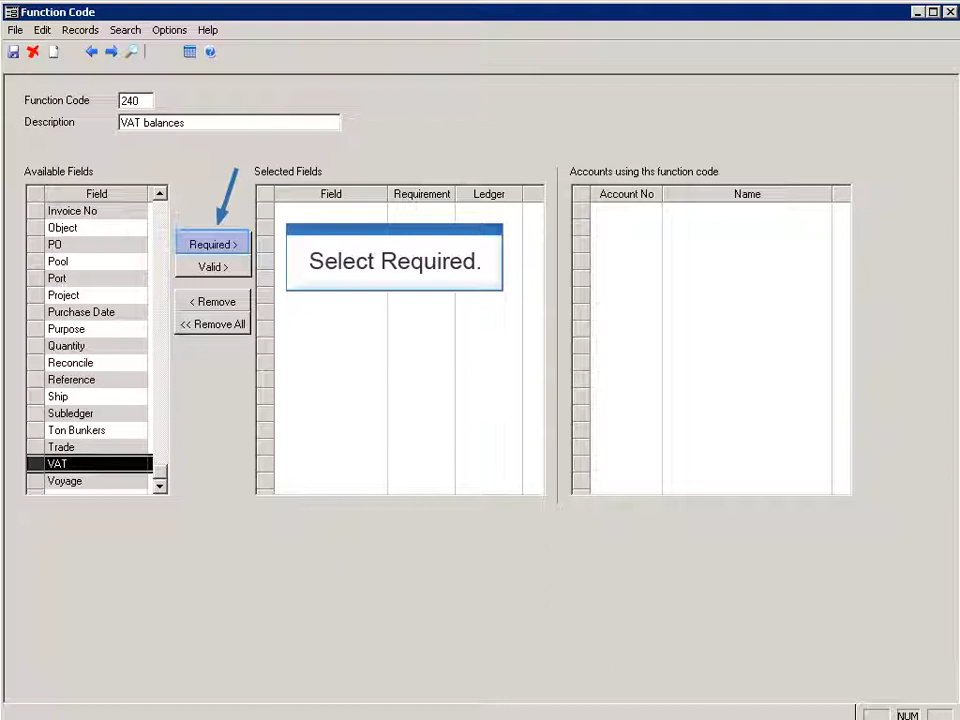 Function Code
File Edit Records Search Options Help
Function Code 240
Description VAT balances
Available Fields
Field
Invoice No
Object
PO
Pool
Port
Project
Purchase Date
Purpose
Quantity
Reconcile
Reference
Ship
Subledger
Ton Bunkers
Trade
VAT
Voyage
Required >
Valid >
< Remove
<< Remove All
Selected Fields
Field Requirement Ledger
Select Required.
Accounts using ths function code
Account No Name
NUM